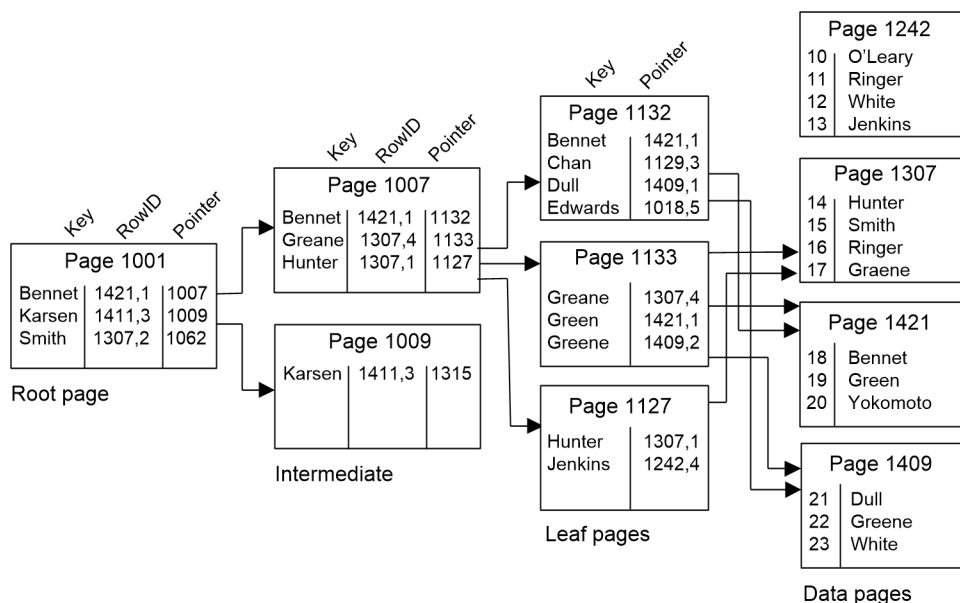 Key RowID Pointer
Page 1001
Bennet 1421,1 1007
Karsen 1411,3 1009
Smith 1307,2 1062
Root page
Key RowID Pointer
Page 1007
Bennet 1421,1 1132
Greane 1307,4 1133
Hunter 1307,1 1127
Page 1009
Karsen 1411,3 1315
Intermediate
Key Pointer
Page 1132
Bennet 1421,1
Chan 1129,3
Dull 1409,1
Edwards 1018,5
Page 1133
Greane 1307,4
Green 1421,1
Greene 1409,2
Page 1127
Hunter 1307,1
Jenkins 1242,4
Leaf pages
Page 1242
10 O'Leary
11 Ringer
12 White
13 Jenkins
Page 1307
14 Hunter
15 Smith
16 Ringer
17 Graene
Page 1421
18 Bennet
19 Green
20 Yokomoto
Page 1409
21 Dull
22 Greene
23 White
Data pages